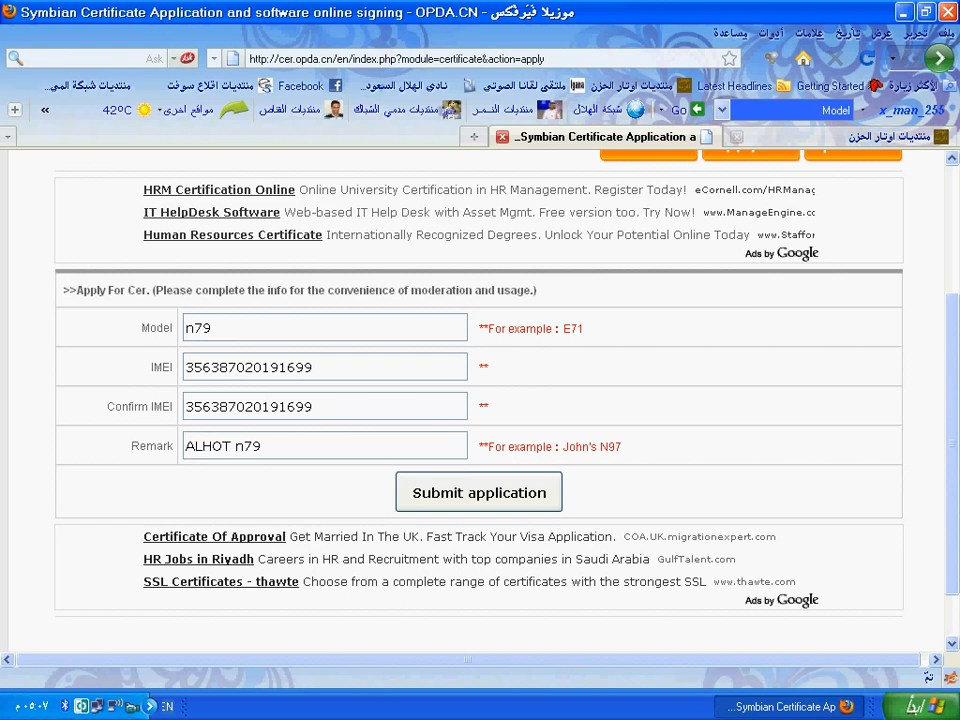 Symbian Certificate Application and software online signing - OPDA.CN - موزيلا فَيَرفُكس
ملف تحرير عرض تأريخ علامات أدوات مساعدة
Ask
http://cer.opda.cn/en/index.php?module=certificate&action=apply
الأكثر زيارة Getting Started Latest Headlines منتديات اوتار الحزن ملتقى لقانا الصوتي نادي الهلال السعود... Facebook منتديات اقلاع سوفت منتديات شبكة المي...
x_man_255 Model Go شبكة الهلال منتديات النـــمـر منتديات مدمن الشباك... منتديات القناص مواقع اخرى 42°C
منتديات اوتار الحزن
...Symbian Certificate Application a
HRM Certification Online Online University Certification in HR Management. Register Today! eCornell.com/HRManag
IT HelpDesk Software Web-based IT Help Desk with Asset Mgmt. Free version too. Try Now! www.ManageEngine.co
Human Resources Certificate Internationally Recognized Degrees. Unlock Your Potential Online Today www.Staffor
Ads by Google
>>Apply For Cer. (Please complete the info for the convenience of moderation and usage.)
Model n79 **For example : E71
IMEI 356387020191699 **
Confirm IMEI 356387020191699 **
Remark ALHOT n79 **For example : John's N97
Submit application
Certificate Of Approval Get Married In The UK. Fast Track Your Visa Application. COA.UK.migrationexpert.com
HR Jobs in Riyadh Careers in HR and Recruitment with top companies in Saudi Arabia GulfTalent.com
SSL Certificates - thawte Choose from a complete range of certificates with the strongest SSL www.thawte.com
Ads by Google
تمّ
ابدأ
...Symbian Certificate Ap
EN
٠٥:٠٧ م